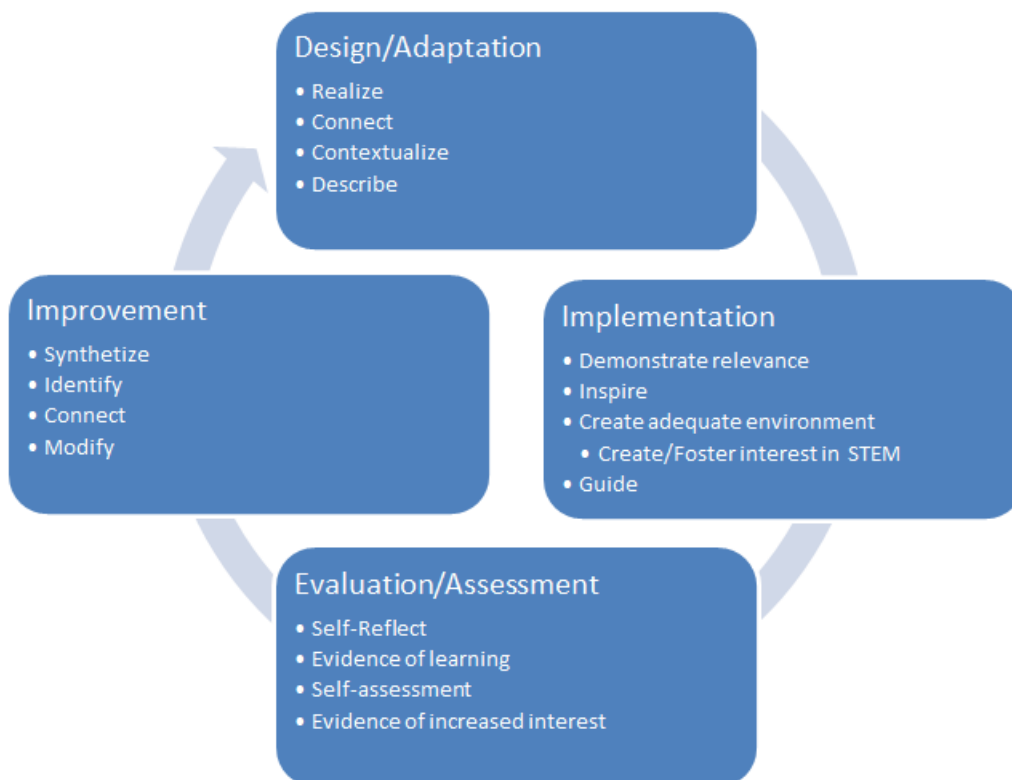 Design/Adaptation
• Realize
• Connect
• Contextualize
• Describe
Implementation
• Demonstrate relevance
• Inspire
• Create adequate environment
• Create/Foster interest in STEM
• Guide
Evaluation/Assessment
• Self-Reflect
• Evidence of learning
• Self-assessment
• Evidence of increased interest
Improvement
• Synthetize
• Identify
• Connect
• Modify